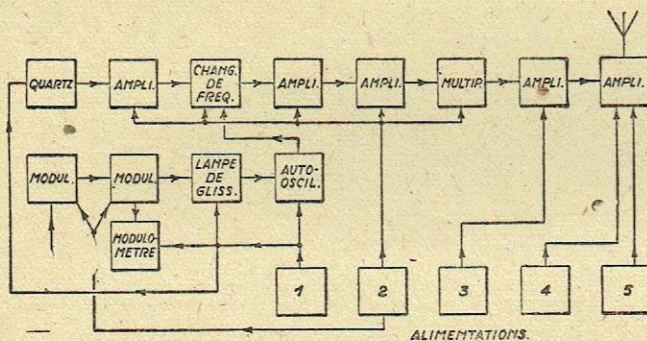 QUARTZ
AMPLI.
CHANG.
DE
FREQ.
AMPLI.
AMPLI.
MULTIP.
AMPLI.
AMPLI.
MODUL.
MODUL.
LAMPE
DE
GLISS.
AUTO-
OSCIL.
MODULO-
METRE
1
2
3
4
5
ALIMENTATIONS.